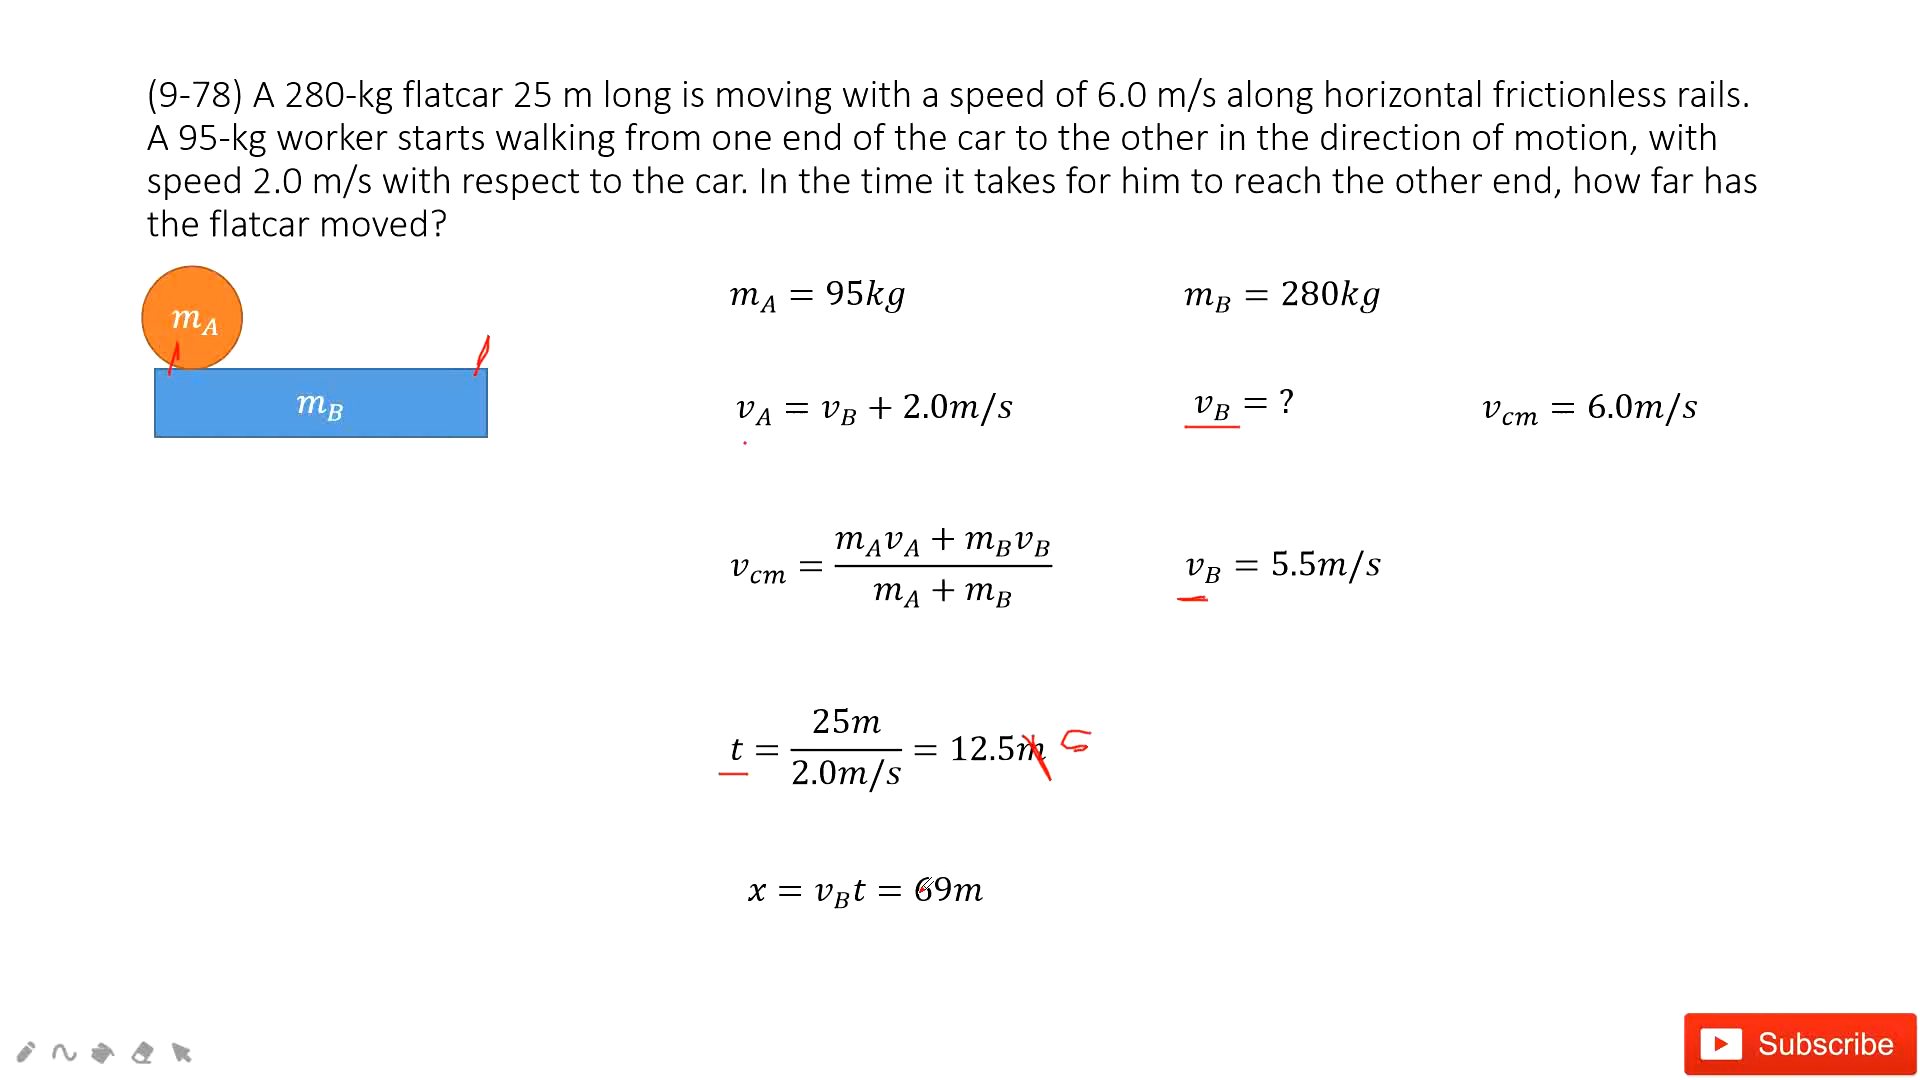 (9-78) A 280-kg flatcar 25 m long is moving with a speed of 6.0 m/s along horizontal frictionless rails.
A 95-kg worker starts walking from one end of the car to the other in the direction of motion, with
speed 2.0 m/s with respect to the car. In the time it takes for him to reach the other end, how far has
the flatcar moved?
m_A
m_B
m_A = 95kg
m_B = 280kg
v_A = v_B + 2.0m/s
v_B = ?
v_cm = 6.0m/s
v_cm = (m_A v_A + m_B v_B) / (m_A + m_B)
v_B = 5.5m/s
t = 25m / 2.0m/s = 12.5m s
x = v_B t = 69m
Subscribe